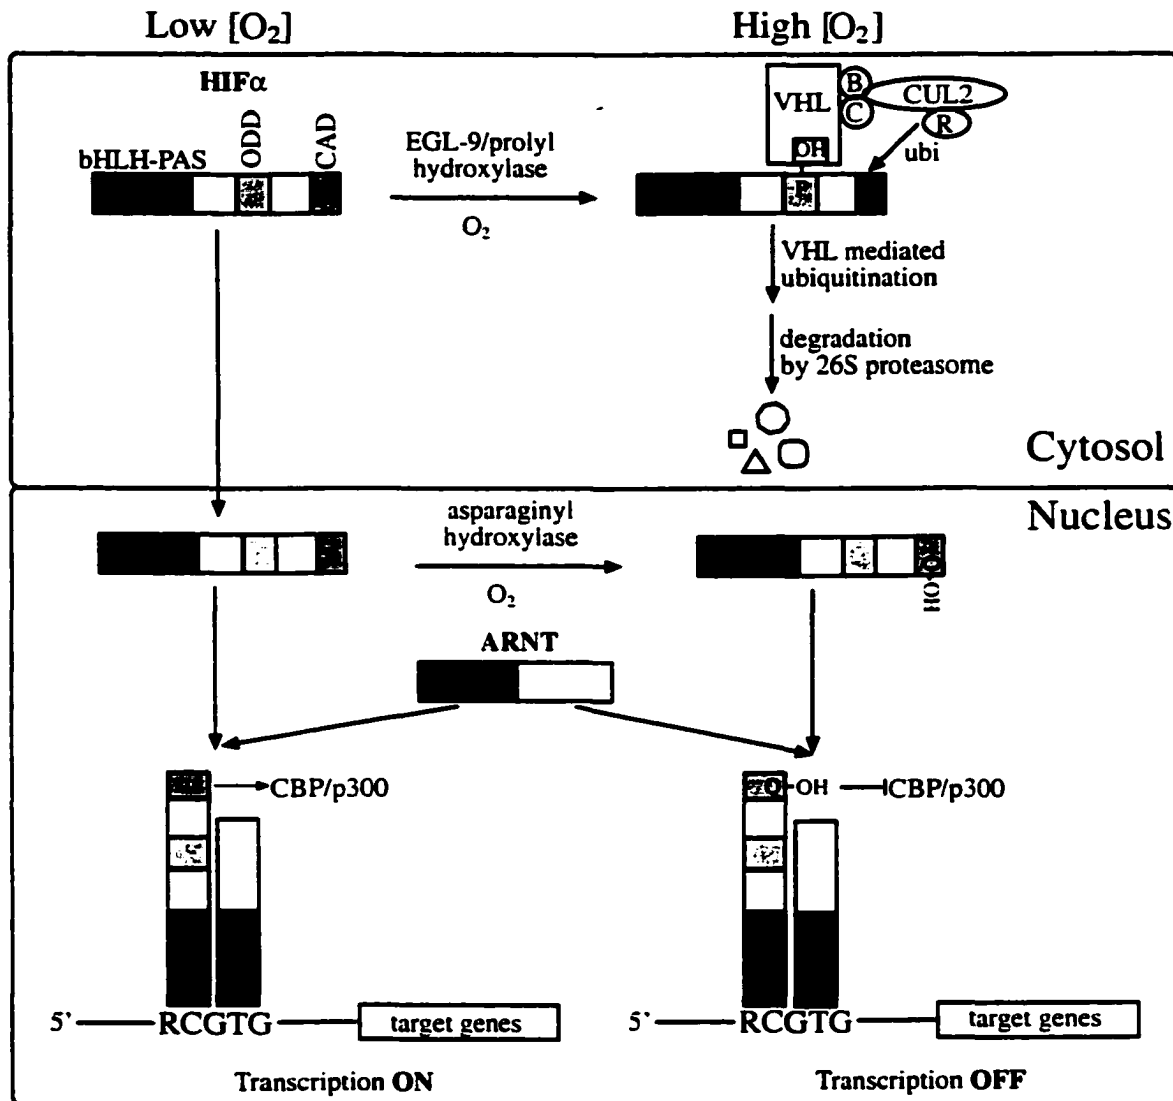 Low [O₂]
High [O₂]
HIFα
bHLH-PAS
ODD
CAD
EGL-9/prolyl
hydroxylase
O₂
VHL
B
C
CUL2
R
OH
ubi
P
VHL mediated
ubiquitination
degradation
by 26S proteasome
Cytosol
Nucleus
asparaginyl
hydroxylase
O₂
OH
ARNT
CBP/p300
OH
CBP/p300
5'
RCGTG
target genes
5'
RCGTG
target genes
Transcription ON
Transcription OFF